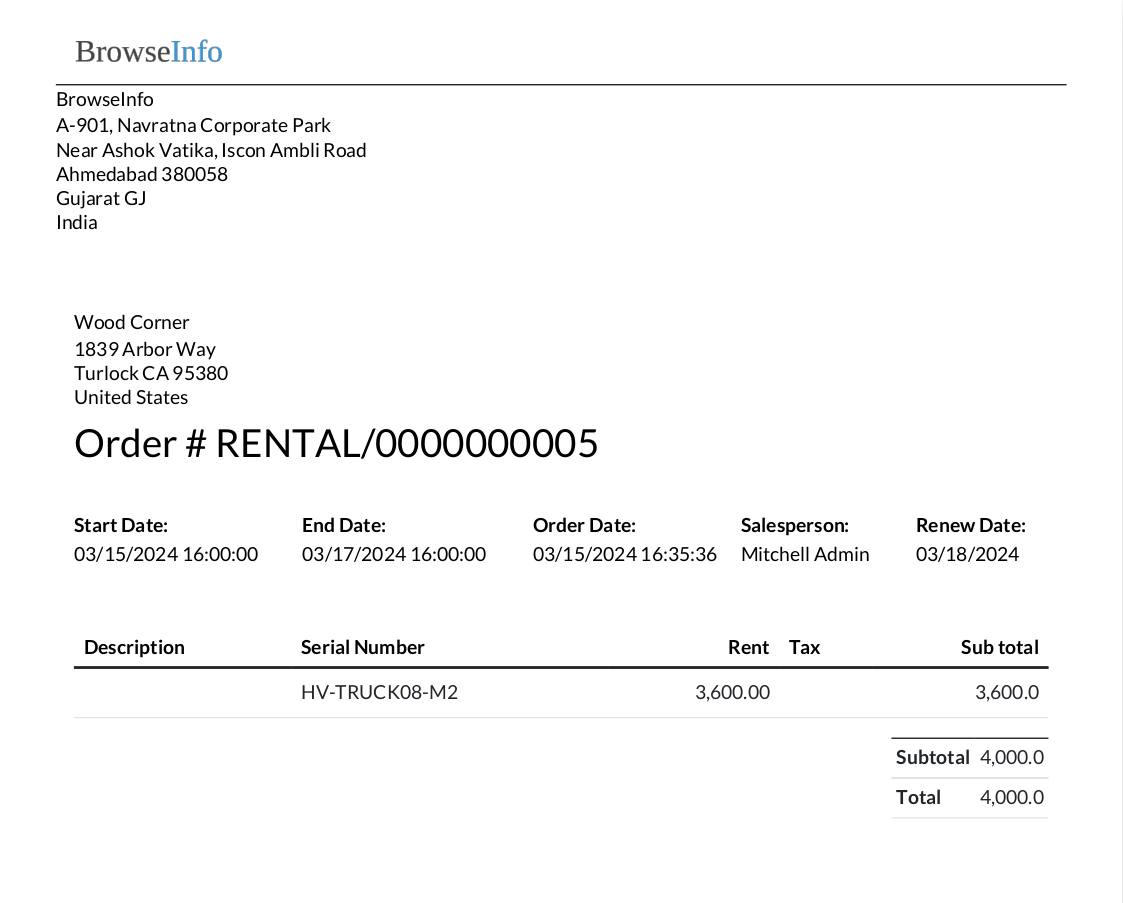 BrowseInfo
BrowseInfo
A-901, Navratna Corporate Park
Near Ashok Vatika, Iscon Ambli Road
Ahmedabad 380058
Gujarat GJ
India
Wood Corner
1839 Arbor Way
Turlock CA 95380
United States
Order # RENTAL/0000000005
Start Date: End Date: Order Date: Salesperson: Renew Date:
03/15/2024 16:00:00 03/17/2024 16:00:00 03/15/2024 16:35:36 Mitchell Admin 03/18/2024
Description Serial Number Rent Tax Sub total
HV-TRUCK08-M2 3,600.00 3,600.0
Subtotal 4,000.0
Total 4,000.0